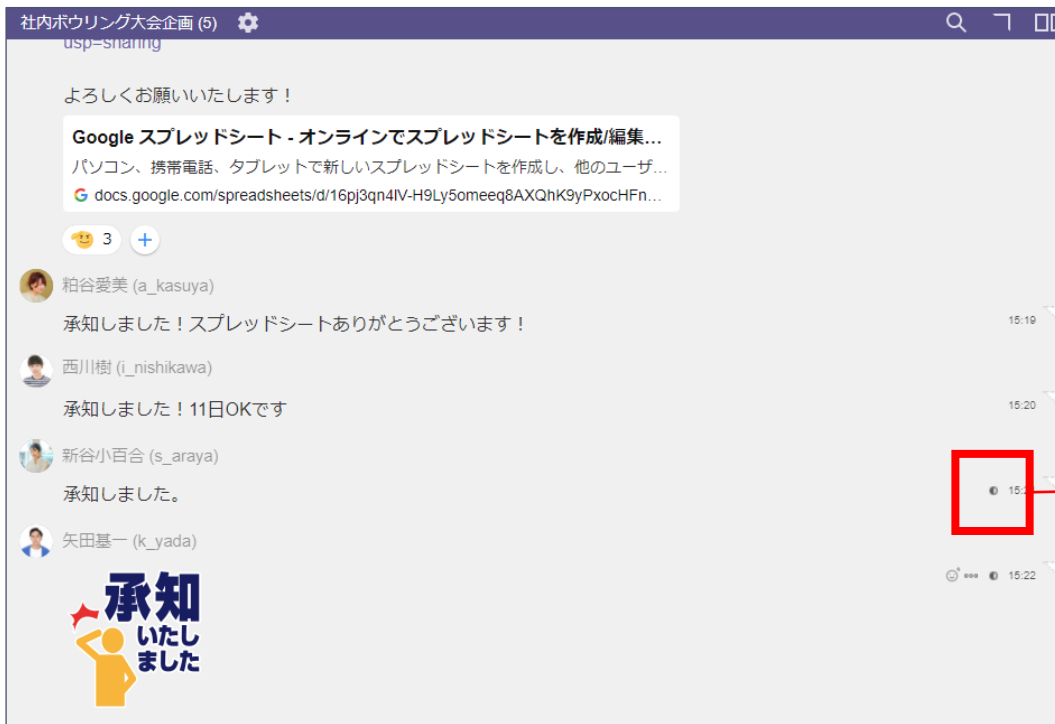 社内ボウリング大会企画 (5)
usp=sharing
よろしくお願いいたします！
Google スプレッドシート - オンラインでスプレッドシートを作成/編集...
パソコン、携帯電話、タブレットで新しいスプレッドシートを作成し、他のユーザ...
docs.google.com/spreadsheets/d/16pj3qn4lV-H9Ly5omeeq8AXQhK9yPxocHFn...
3
粕谷愛美 (a_kasuya)
承知しました！スプレッドシートありがとうございます！
15:19
西川樹 (i_nishikawa)
承知しました！11日OKです
15:20
新谷小百合 (s_araya)
承知しました。
矢田基一 (k_yada)
15:22
承知
いたし
ました